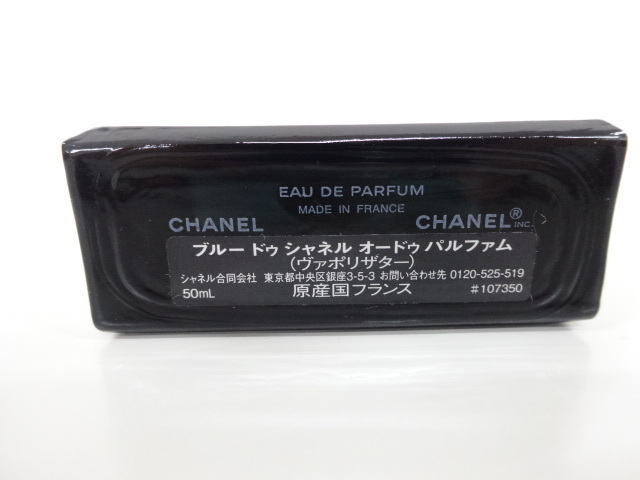 EAU DE PARFUM
MADE IN FRANCE
CHANEL CHANEL® INC.
ブルー ドゥ シャネル オードゥ パルファム
(ヴァポリザター)
シャネル合同会社 東京都中央区銀座3-5-3 お問い合わせ先 0120-525-519
50mL 原産国フランス #107350